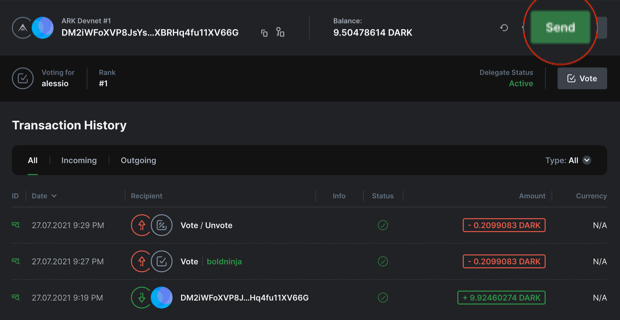 ARK Devnet #1
DM2iWFoXVP8JsYs...XBRHq4fu11XV66G
Balance:
9.50478614 DARK
Send
Voting for
alessio
Rank
#1
Delegate Status
Active
Vote
Transaction History
All
Incoming
Outgoing
Type: All
ID
Date
Recipient
Info
Status
Amount
Currency
27.07.2021 9:29 PM
Vote / Unvote
- 0.2099083 DARK
N/A
27.07.2021 9:27 PM
Vote
boldninja
- 0.2099083 DARK
N/A
27.07.2021 9:19 PM
DM2iWFoXVP8J...Hq4fu11XV66G
+ 9.92460274 DARK
N/A